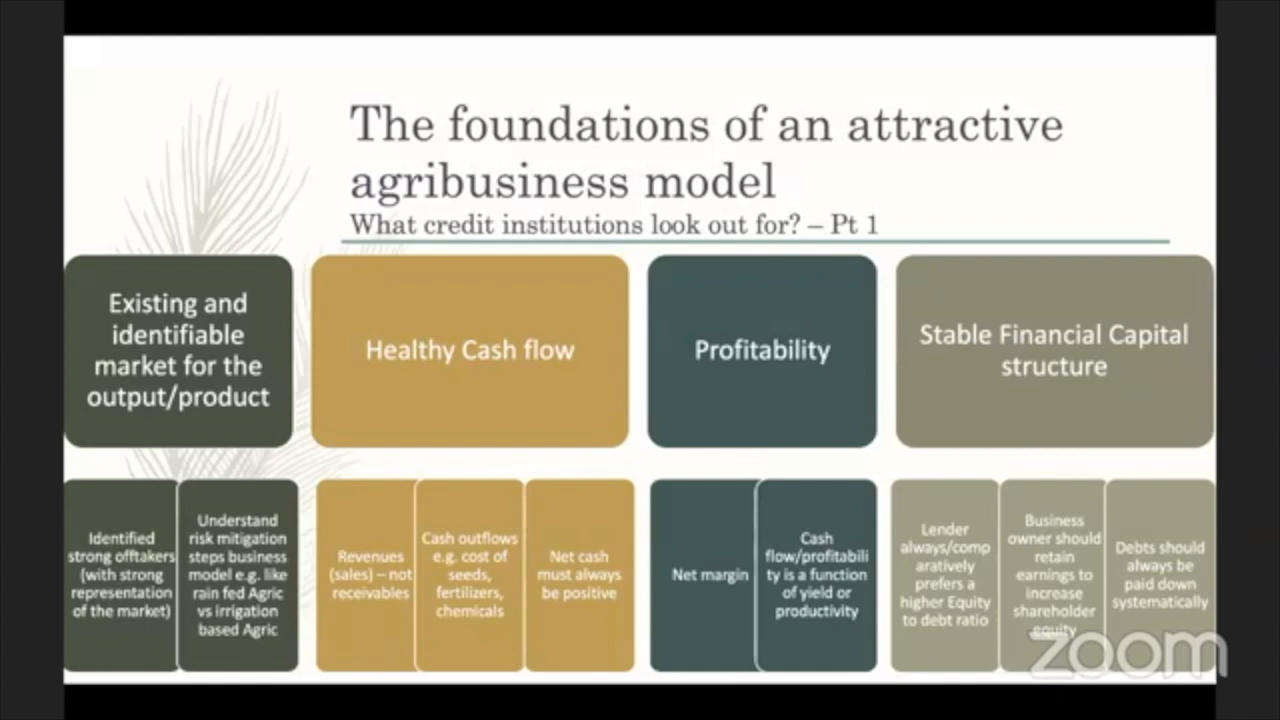 The foundations of an attractive
agribusiness model
What credit institutions look out for? – Pt 1
Existing and
identifiable
market for the
output/product
Healthy Cash flow
Profitability
Stable Financial Capital
structure
Identified
strong offtakers
(with strong
representation
of the market)
Understand
risk mitigation
steps business
model e.g. like
rain fed Agric
vs irrigation
based Agric
Revenues
(sales) – not
receivables
Cash outflows
e.g. cost of
seeds,
fertilizers,
chemicals
Net cash
must always
be positive
Net margin
Cash
flow/profitabili
ty is a function
of yield or
productivity
Lender
always/comp
aratively
prefers a
higher Equity
to debt ratio
Business
owner should
retain
earnings to
increase
shareholder
equity
Debts should
always be
paid down
systematically
zoom